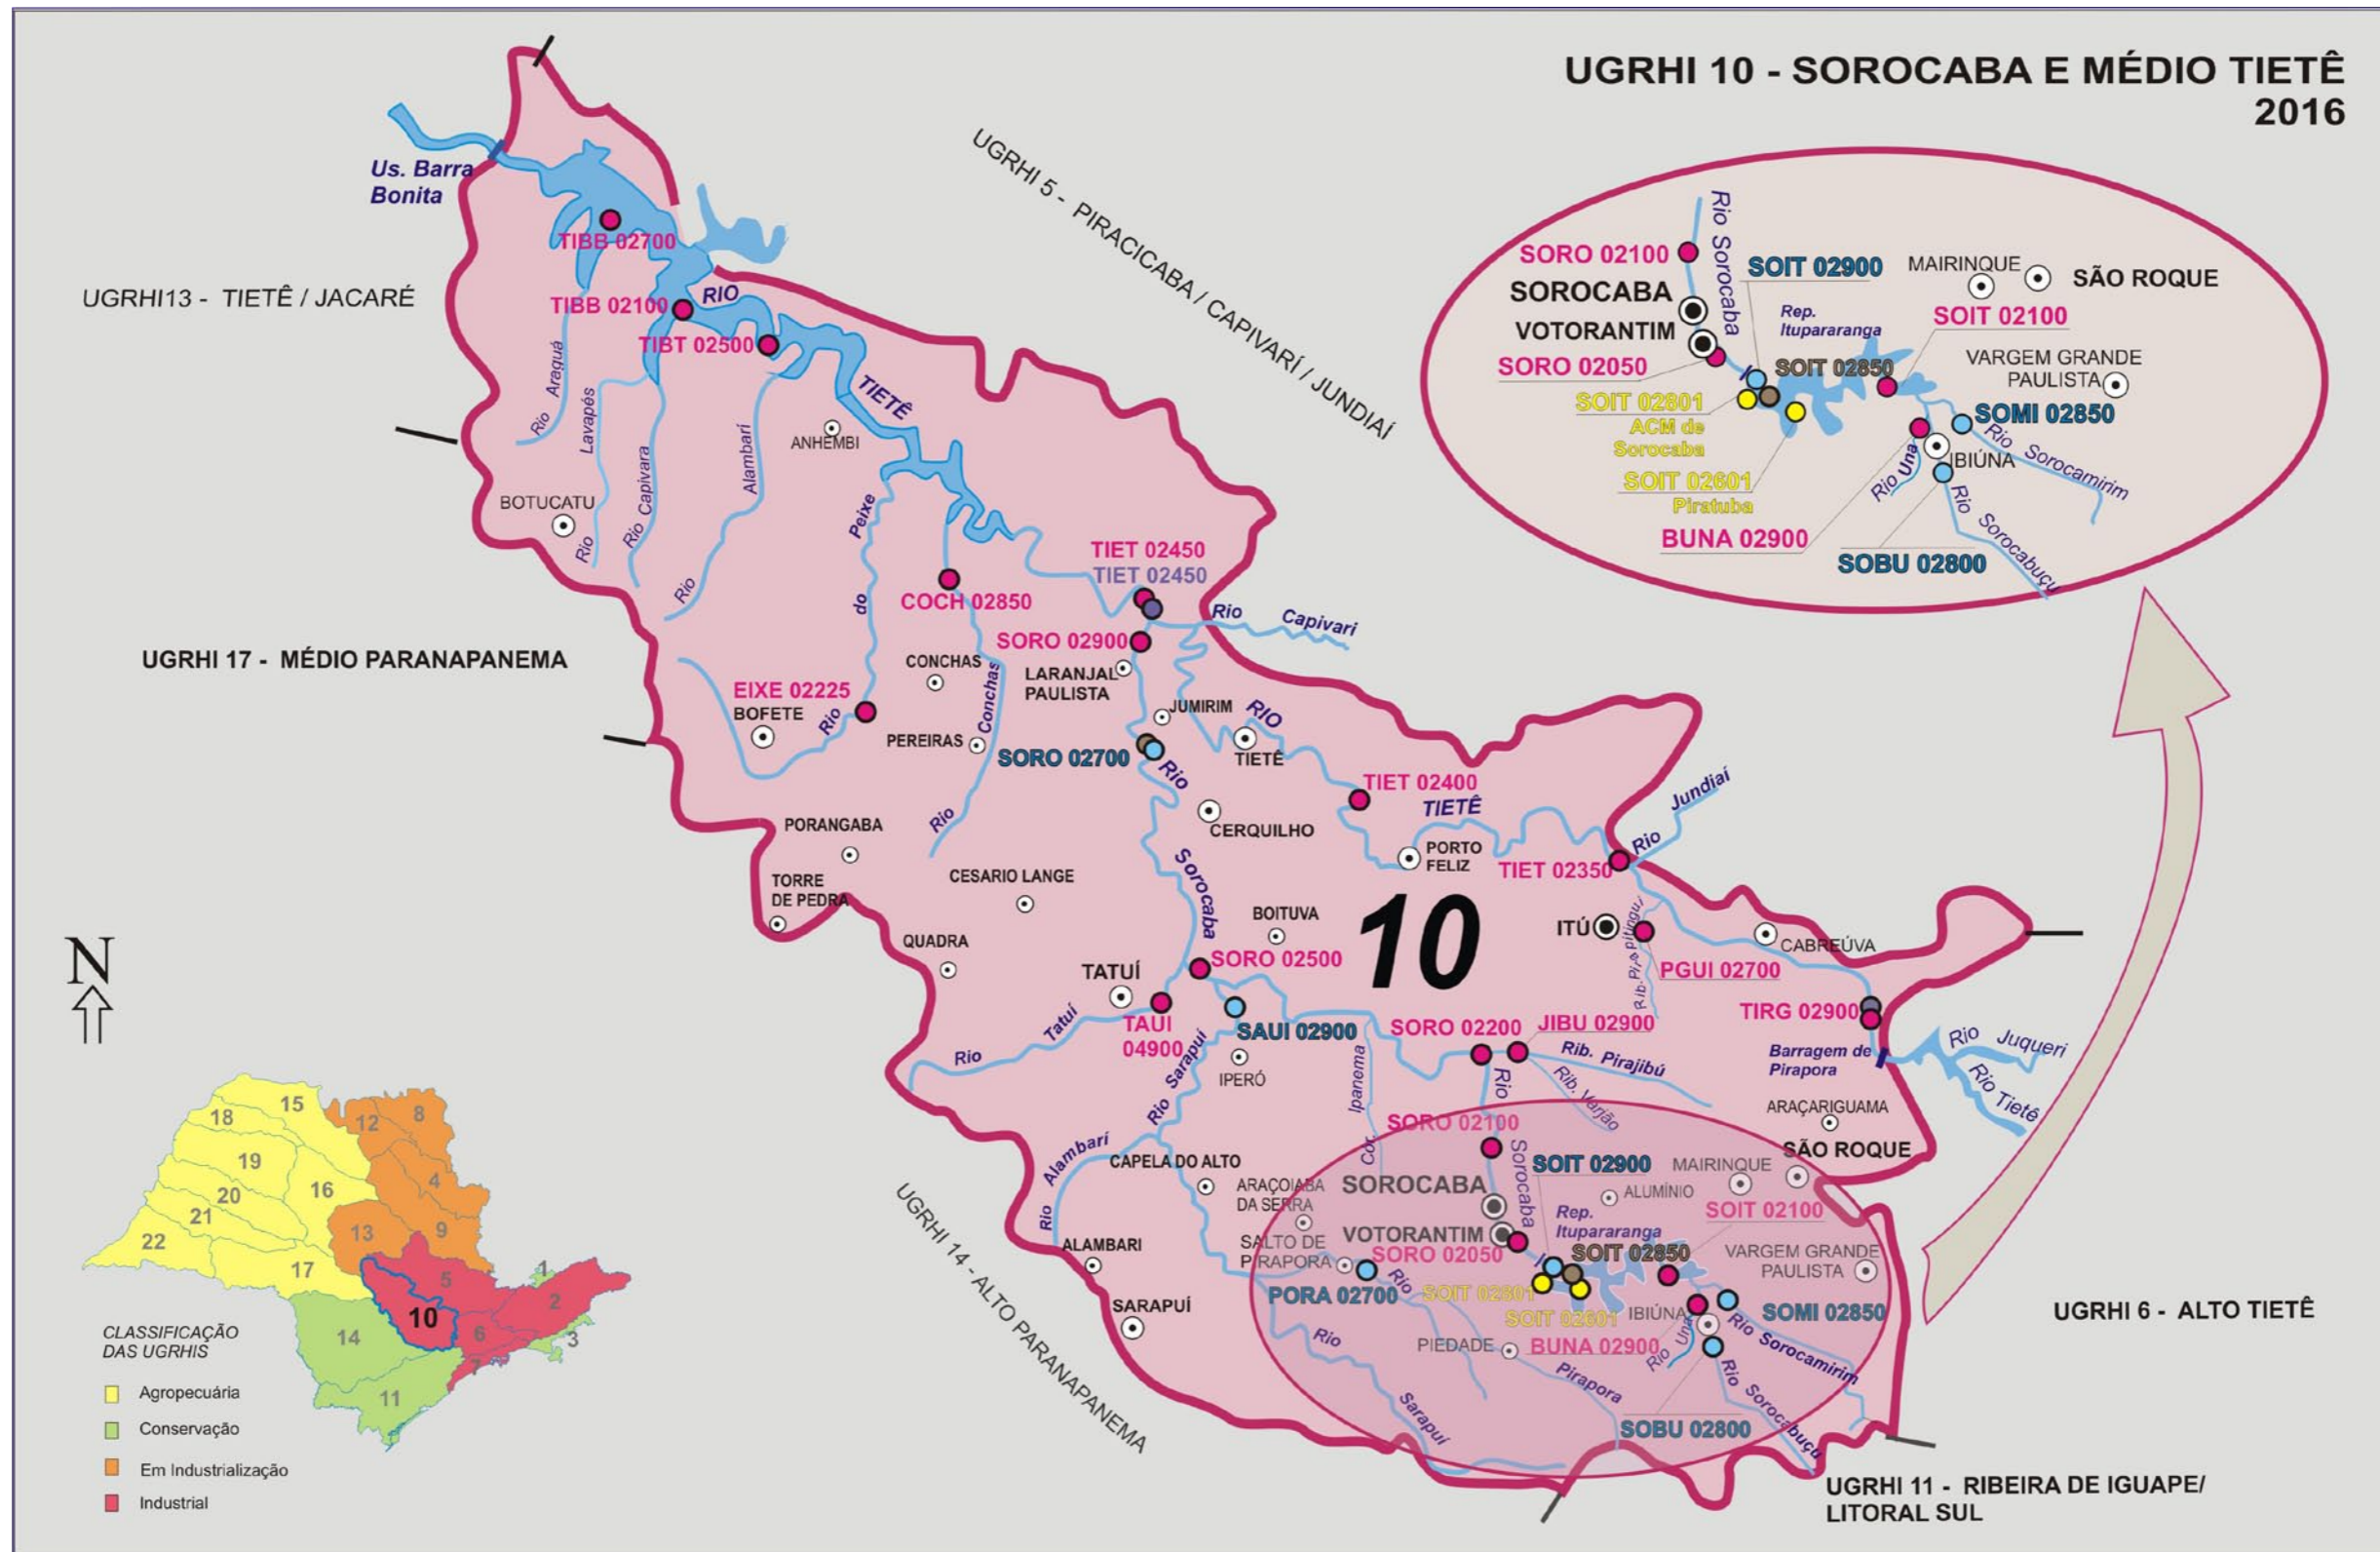 UGRHI 10 - SOROCABA E MÉDIO TIETÊ
2016
Us. Barra
Bonita
UGRHI 5 - PIRACICABA / CAPIVARÍ / JUNDIAÍ
TIBB 02700
UGRHI13 - TIETÊ / JACARÉ
TIBB 02100
RIO
TIBT 02500
TIETÊ
Rio Araguá
Rio Lavapés
Rio Capivara
Rio Alambarí
ANHEMBI
BOTUCATU
Rio do Peixe
TIET 02450
TIET 02450
COCH 02850
SORO 02900
Rio Capivari
UGRHI 17 - MÉDIO PARANAPANEMA
CONCHAS
LARANJAL
PAULISTA
EIXE 02225
BOFETE
PEREIRAS
Rio Conchas
JUMIRIM
RIO
TIETÊ
SORO 02700
Rio
Sorocaba
TIET 02400
TIETÊ
Rio Jundiaí
CERQUILHO
PORTO
FELIZ
TIET 02350
PORANGABA
TORRE
DE PEDRA
CESARIO LANGE
BOITUVA
10
ITÚ
CABREÚVA
QUADRA
TATUÍ
SORO 02500
PGUI 02700
TAUI
04900
Rio Tatuí
SAUI 02900
IPERÓ
Rio Sarapuí
SORO 02200
JIBU 02900
Rib. Pirajibú
Rib. Varjão
Cor. Ipanema
TIRG 02900
Barragem de
Pirapora
Rio Juqueri
Rio Tietê
ARAÇARIGUAMA
SÃO ROQUE
Rio Alambarí
CAPELA DO ALTO
ARAÇOIABA
DA SERRA
ALAMBARI
SARAPUÍ
UGRHI 14 - ALTO PARANAPANEMA
SORO 02100
Rio
Sorocaba
SOROCABA
VOTORANTIM
SORO 02050
SALTO DE
PIRAPORA
PORA 02700
SOIT 02900
ALUMÍNIO
MAIRINQUE
Rep.
Itupararanga
SOIT 02100
SOIT 02850
VARGEM GRANDE
PAULISTA
SOIT 02801
SOIT 02601
IBIÚNA
SOMI 02850
PIEDADE
BUNA 02900
Rio Una
Rio Sorocamirim
Rio Pirapora
Rio Sarapuí
SOBU 02800
Rio Sorocabuçu
UGRHI 6 - ALTO TIETÊ
UGRHI 11 - RIBEIRA DE IGUAPE/
LITORAL SUL
SORO 02100
Rio Sorocaba
SOIT 02900
MAIRINQUE
SÃO ROQUE
SOROCABA
VOTORANTIM
Rep.
Itupararanga
SOIT 02100
SORO 02050
SOIT 02850
VARGEM GRANDE
PAULISTA
SOIT 02801
ACM de
Sorocaba
SOMI 02850
IBIÚNA
Rio Una
Rio Sorocamirim
SOIT 02601
Piratuba
BUNA 02900
SOBU 02800
Rio Sorocabuçu
N
15
18
12
8
19
4
20
16
21
13
9
22
17
5
1
10
2
14
6
3
7
11
CLASSIFICAÇÃO
DAS UGRHIS
Agropecuária
Conservação
Em Industrialização
Industrial